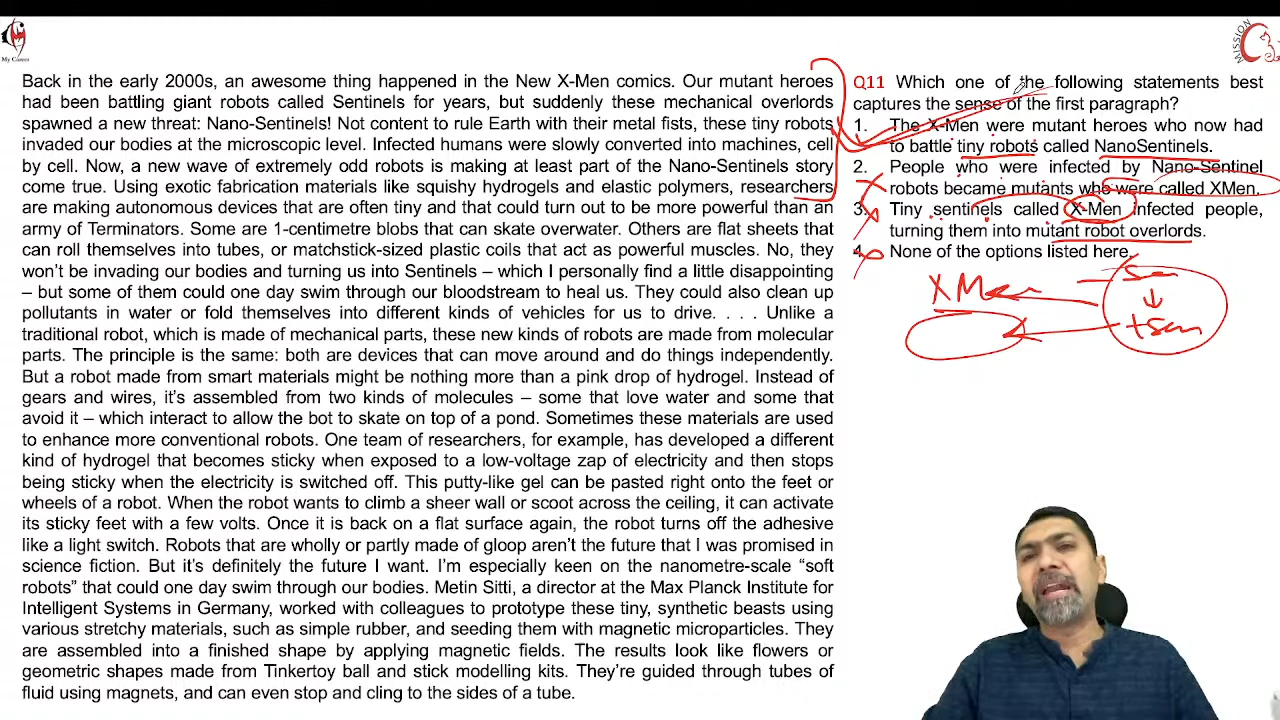 My Career
MISSION
Back in the early 2000s, an awesome thing happened in the New X-Men comics. Our mutant heroes
had been battling giant robots called Sentinels for years, but suddenly these mechanical overlords
spawned a new threat: Nano-Sentinels! Not content to rule Earth with their metal fists, these tiny robots
invaded our bodies at the microscopic level. Infected humans were slowly converted into machines, cell
by cell. Now, a new wave of extremely odd robots is making at least part of the Nano-Sentinels story
come true. Using exotic fabrication materials like squishy hydrogels and elastic polymers, researchers
are making autonomous devices that are often tiny and that could turn out to be more powerful than an
army of Terminators. Some are 1-centimetre blobs that can skate overwater. Others are flat sheets that
can roll themselves into tubes, or matchstick-sized plastic coils that act as powerful muscles. No, they
won't be invading our bodies and turning us into Sentinels – which I personally find a little disappointing
– but some of them could one day swim through our bloodstream to heal us. They could also clean up
pollutants in water or fold themselves into different kinds of vehicles for us to drive. . . . Unlike a
traditional robot, which is made of mechanical parts, these new kinds of robots are made from molecular
parts. The principle is the same: both are devices that can move around and do things independently.
But a robot made from smart materials might be nothing more than a pink drop of hydrogel. Instead of
gears and wires, it's assembled from two kinds of molecules – some that love water and some that
avoid it – which interact to allow the bot to skate on top of a pond. Sometimes these materials are used
to enhance more conventional robots. One team of researchers, for example, has developed a different
kind of hydrogel that becomes sticky when exposed to a low-voltage zap of electricity and then stops
being sticky when the electricity is switched off. This putty-like gel can be pasted right onto the feet or
wheels of a robot. When the robot wants to climb a sheer wall or scoot across the ceiling, it can activate
its sticky feet with a few volts. Once it is back on a flat surface again, the robot turns off the adhesive
like a light switch. Robots that are wholly or partly made of gloop aren't the future that I was promised in
science fiction. But it's definitely the future I want. I'm especially keen on the nanometre-scale “soft
robots” that could one day swim through our bodies. Metin Sitti, a director at the Max Planck Institute for
Intelligent Systems in Germany, worked with colleagues to prototype these tiny, synthetic beasts using
various stretchy materials, such as simple rubber, and seeding them with magnetic microparticles. They
are assembled into a finished shape by applying magnetic fields. The results look like flowers or
geometric shapes made from Tinkertoy ball and stick modelling kits. They're guided through tubes of
fluid using magnets, and can even stop and cling to the sides of a tube.
Q11 Which one of the following statements best
captures the sense of the first paragraph?
1. The X-Men were mutant heroes who now had
to battle tiny robots called NanoSentinels.
2. People who were infected by Nano-Sentinel
robots became mutants who were called XMen.
3. Tiny sentinels called X-Men infected people,
turning them into mutant robot overlords.
4. None of the options listed here.
XMen
Sen
+Sen